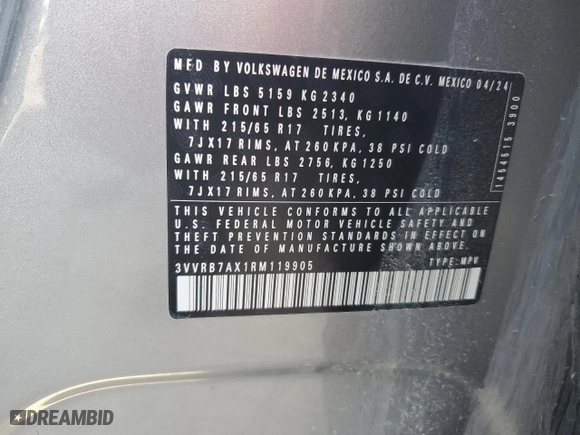 MFD BY VOLKSWAGEN DE MEXICO S.A. DE C.V. MEXICO 04/24
GVWR LBS 5159 KG 2340
GAWR FRONT LBS 2513, KG 1140
WITH 215/65 R17 TIRES,
7JX17 RIMS, AT 260 KPA, 38 PSI COLD
GAWR REAR LBS 2756, KG 1250
WITH 215/65 R17 TIRES,
7JX17 RIMS, AT 260 KPA, 38 PSI COLD
THIS VEHICLE CONFORMS TO ALL APPLICABLE
U.S. FEDERAL MOTOR VEHICLE SAFETY AND
THEFT PREVENTION STANDARDS IN EFFECT ON
THE DATE OF MANUFACTURE SHOWN ABOVE.
3VVRB7AX1RM119905 TYPE: MPV
1454515 3900
DREAMBID